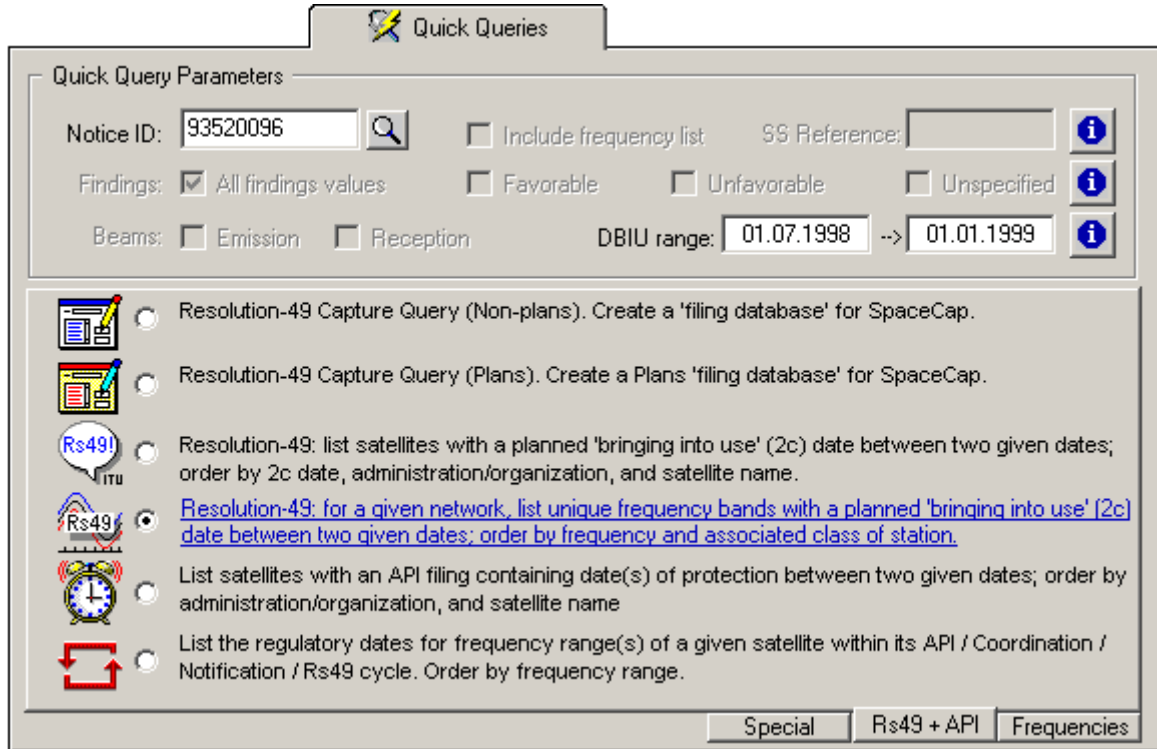 Quick Queries
Quick Query Parameters
Notice ID: 93520096 Include frequency list SS Reference:
Findings: All findings values Favorable Unfavorable Unspecified
Beams: Emission Reception DBIU range: 01.07.1998 --> 01.01.1999
Resolution-49 Capture Query (Non-plans). Create a 'filing database' for SpaceCap.
Resolution-49 Capture Query (Plans). Create a Plans 'filing database' for SpaceCap.
Rs49!
ITU
Resolution-49: list satellites with a planned 'bringing into use' (2c) date between two given dates;
order by 2c date, administration/organization, and satellite name.
Rs49
Resolution-49: for a given network, list unique frequency bands with a planned 'bringing into use' (2c)
date between two given dates; order by frequency and associated class of station.
List satellites with an API filing containing date(s) of protection between two given dates; order by
administration/organization, and satellite name
List the regulatory dates for frequency range(s) of a given satellite within its API / Coordination /
Notification / Rs49 cycle. Order by frequency range.
Special Rs49 + API Frequencies